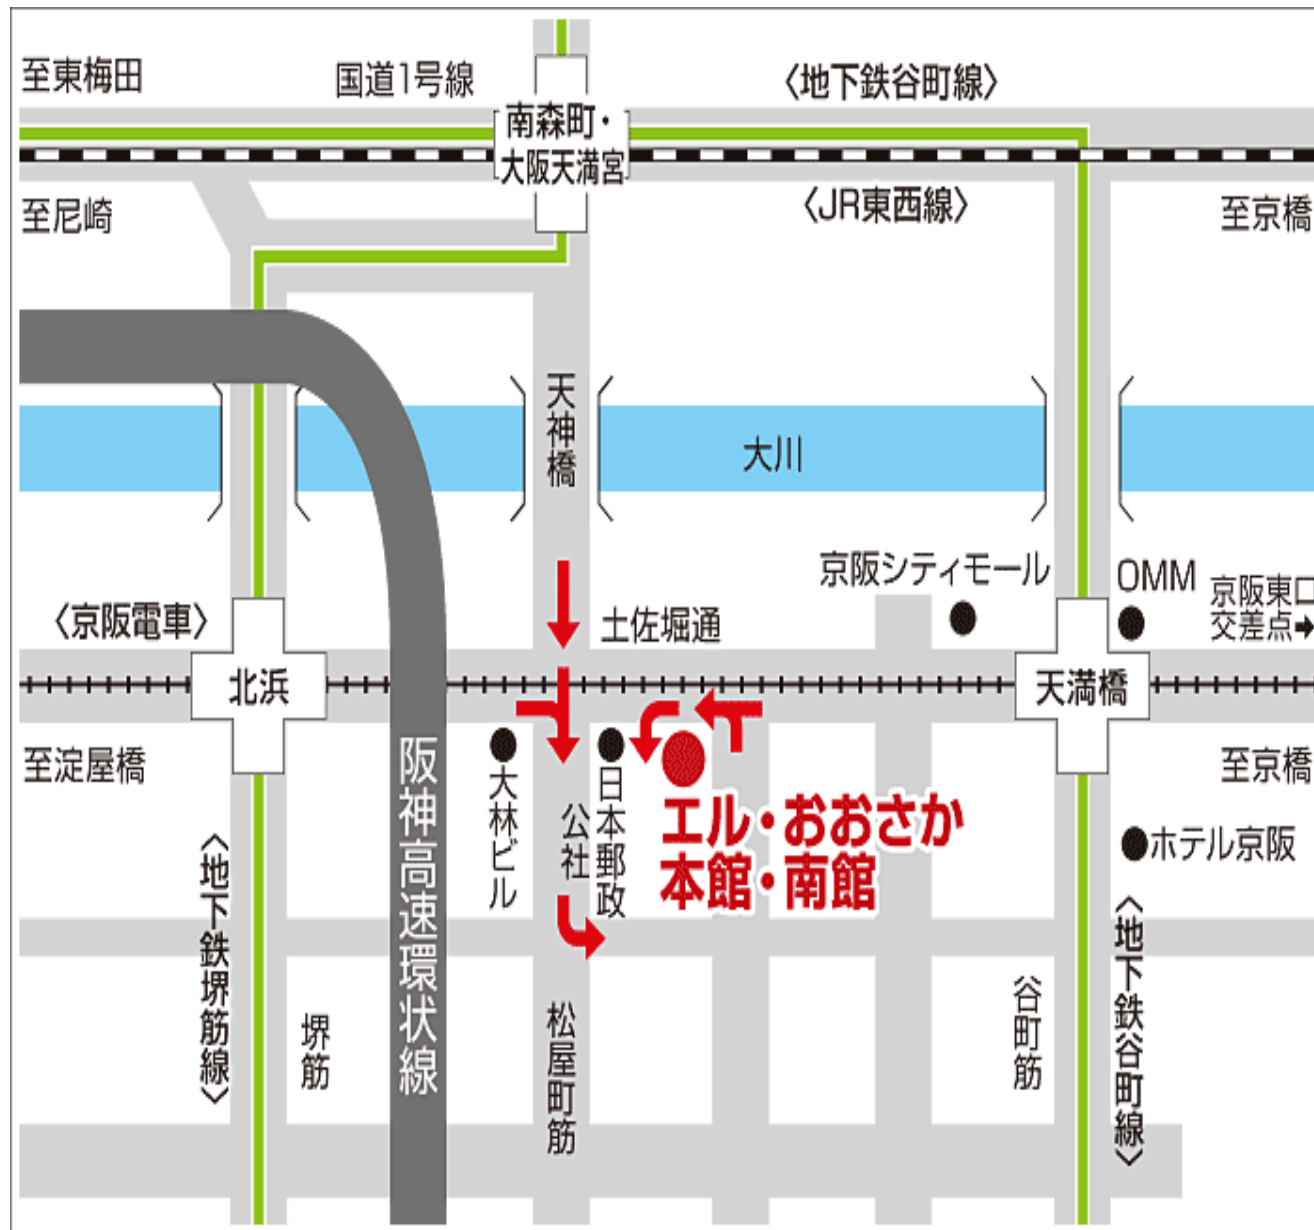 至東梅田
国道1号線
〈地下鉄谷町線〉
南森町・
大阪天満宮
至尼崎
〈JR東西線〉
至京橋
天神橋
大川
京阪シティモール
OMM
京阪東口
交差点➡
〈京阪電車〉
土佐堀通
北浜
天満橋
至淀屋橋
大林ビル
公社
日本郵政
エル・おおさか
本館・南館
至京橋
ホテル京阪
阪神高速環状線
〈地下鉄堺筋線〉
堺筋
松屋町筋
谷町筋
〈地下鉄谷町線〉